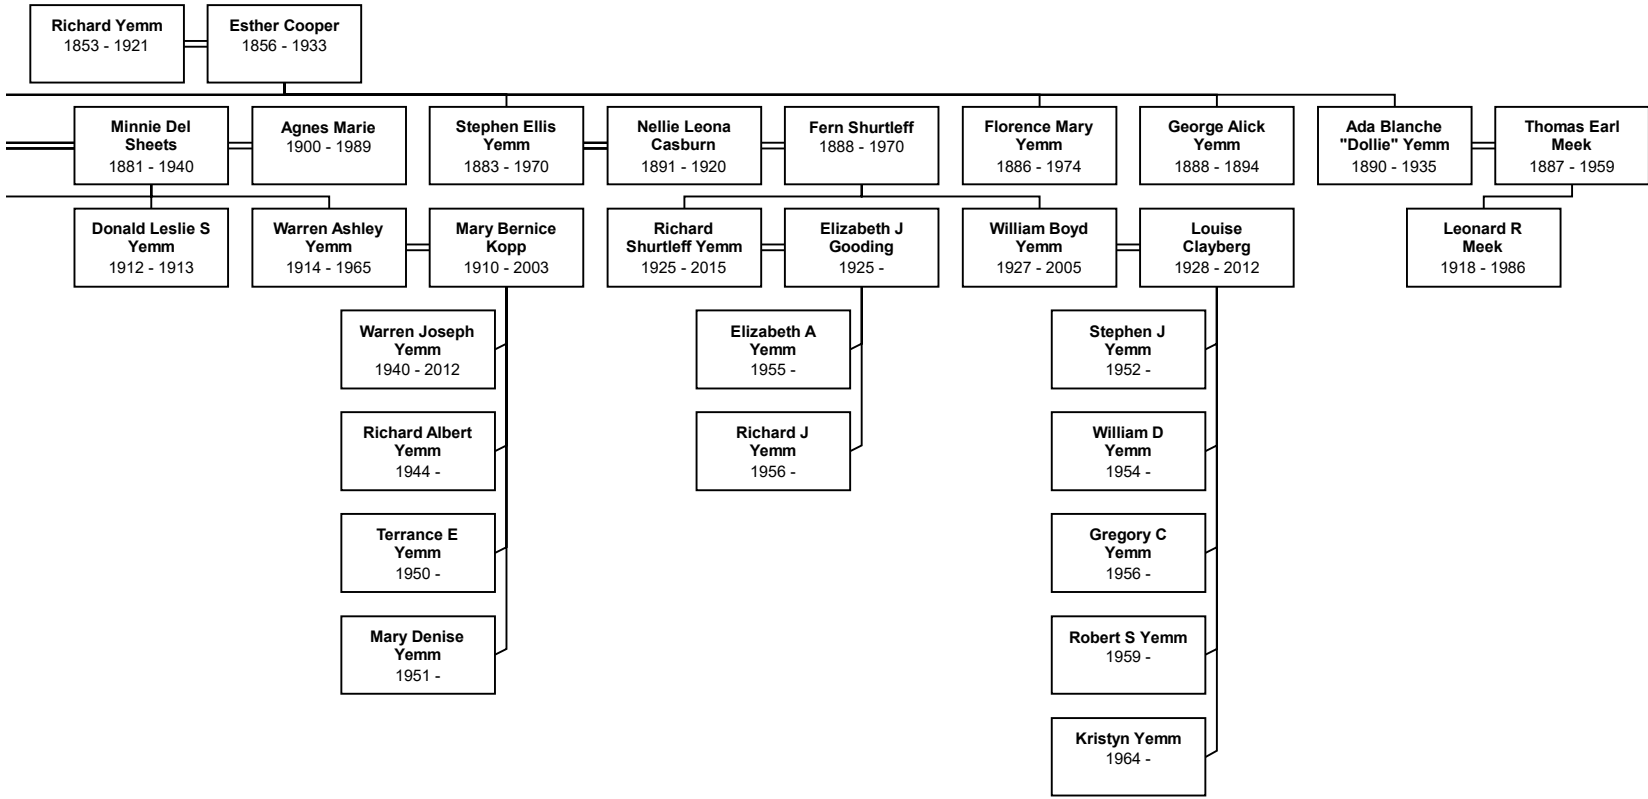 Richard Yemm
1853 - 1921
Esther Cooper
1856 - 1933
Minnie Del
Sheets
1881 - 1940
Agnes Marie
1900 - 1989
Stephen Ellis
Yemm
1883 - 1970
Nellie Leona
Casburn
1891 - 1920
Fern Shurtleff
1888 - 1970
Florence Mary
Yemm
1886 - 1974
George Alick
Yemm
1888 - 1894
Ada Blanche
"Dollie" Yemm
1890 - 1935
Thomas Earl
Meek
1887 - 1959
Donald Leslie S
Yemm
1912 - 1913
Warren Ashley
Yemm
1914 - 1965
Mary Bernice
Kopp
1910 - 2003
Richard
Shurtleff Yemm
1925 - 2015
Elizabeth J
Gooding
1925 -
William Boyd
Yemm
1927 - 2005
Louise
Clayberg
1928 - 2012
Leonard R
Meek
1918 - 1986
Warren Joseph
Yemm
1940 - 2012
Elizabeth A
Yemm
1955 -
Stephen J
Yemm
1952 -
Richard Albert
Yemm
1944 -
Richard J
Yemm
1956 -
William D
Yemm
1954 -
Terrance E
Yemm
1950 -
Gregory C
Yemm
1956 -
Mary Denise
Yemm
1951 -
Robert S Yemm
1959 -
Kristyn Yemm
1964 -